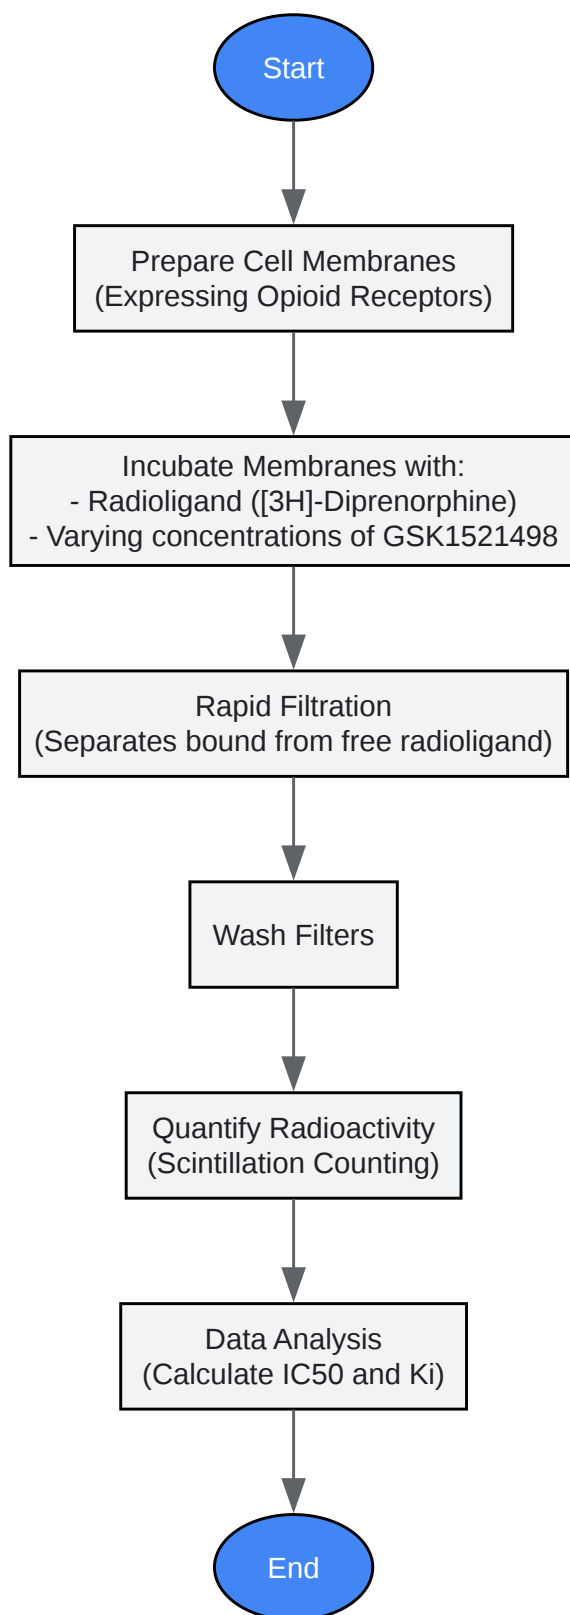 Start
Prepare Cell Membranes
(Expressing Opioid Receptors)
Incubate Membranes with:
- Radioligand ([3H]-Diprenorphine)
- Varying concentrations of GSK1521498
Rapid Filtration
(Separates bound from free radioligand)
Wash Filters
Quantify Radioactivity
(Scintillation Counting)
Data Analysis
(Calculate IC50 and Ki)
End